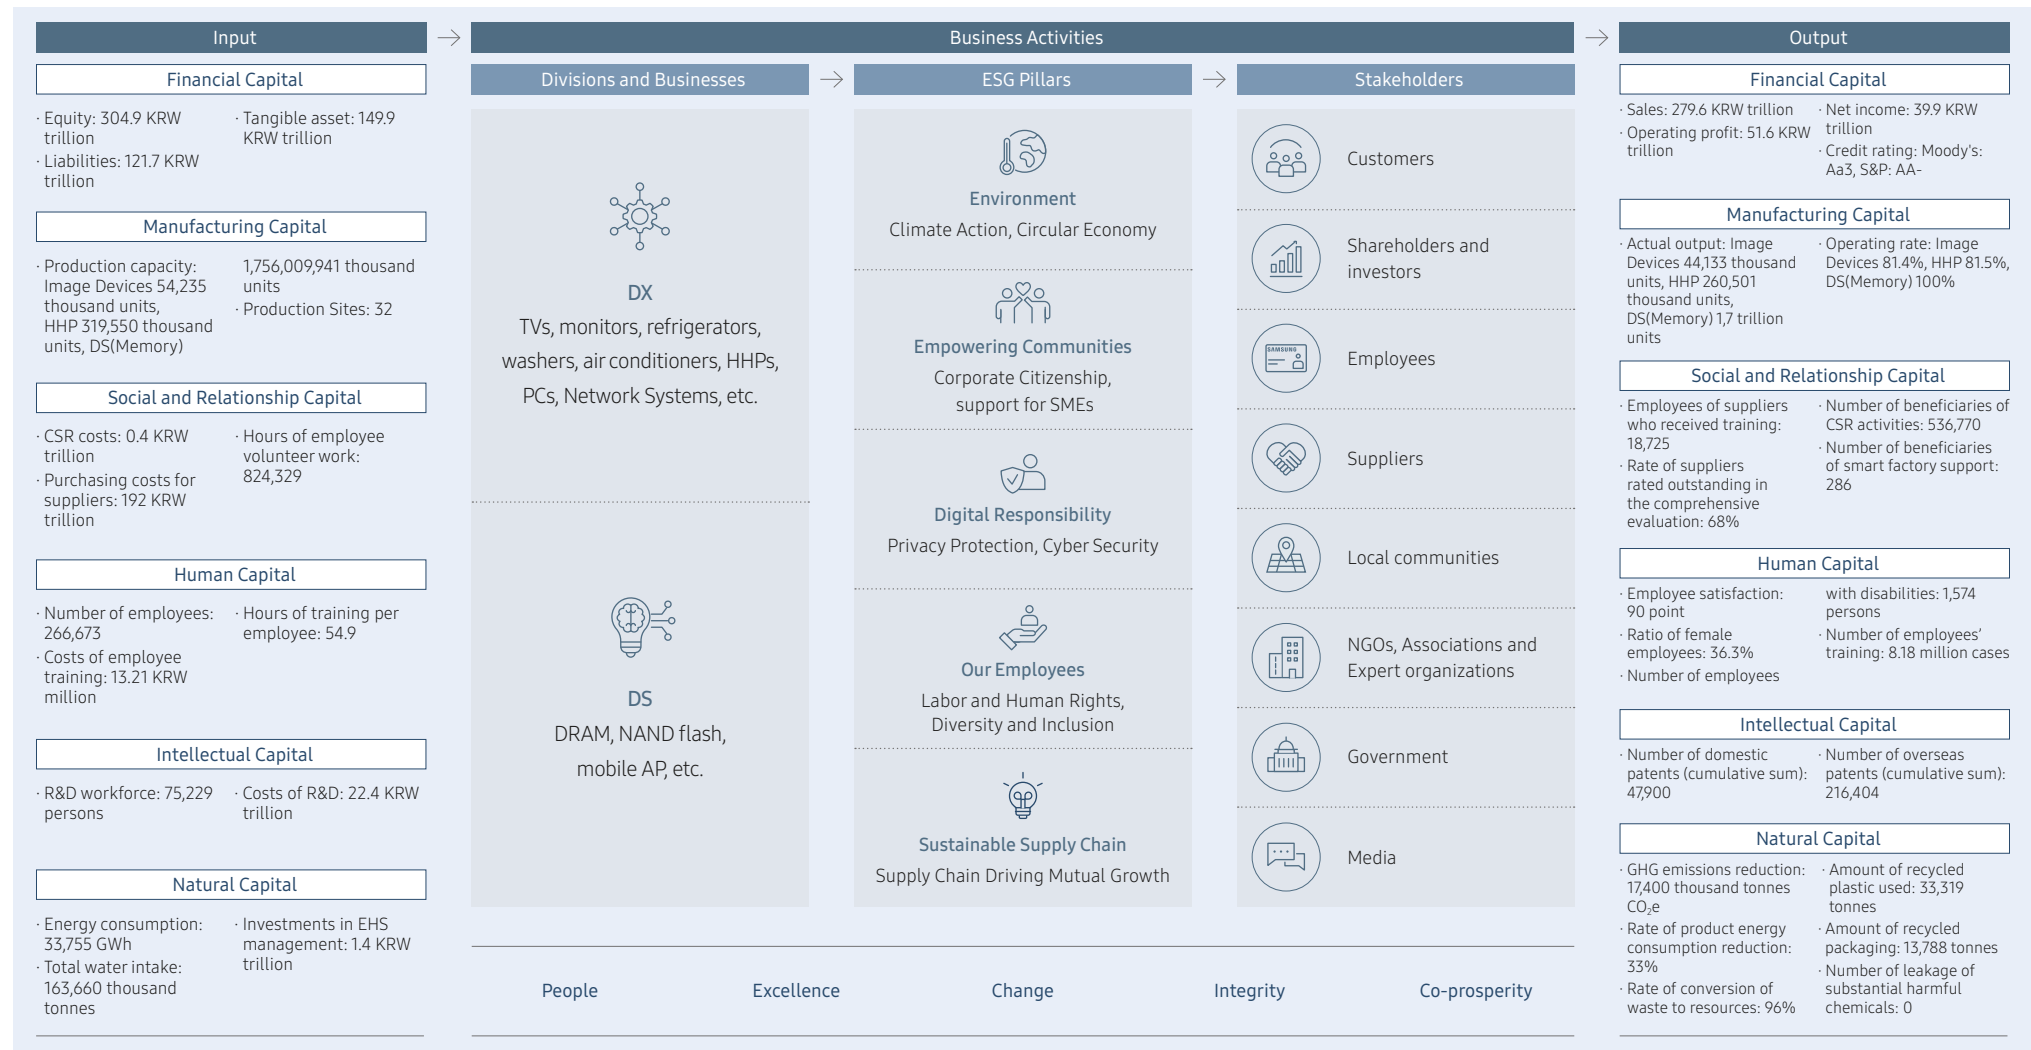 Input
Financial Capital
· Equity: 304.9 KRW
trillion
· Liabilities: 121.7 KRW
trillion
· Tangible asset: 149.9
KRW trillion
Manufacturing Capital
· Production capacity:
Image Devices 54,235
thousand units,
HHP 319,550 thousand
units, DS(Memory)
1,756,009,941 thousand
units
· Production Sites: 32
Social and Relationship Capital
· CSR costs: 0.4 KRW
trillion
· Purchasing costs for
suppliers: 192 KRW
trillion
· Hours of employee
volunteer work:
824,329
Human Capital
· Number of employees:
266,673
· Costs of employee
training: 13.21 KRW
million
· Hours of training per
employee: 54.9
Intellectual Capital
· R&D workforce: 75,229
persons
· Costs of R&D: 22.4 KRW
trillion
Natural Capital
· Energy consumption:
33,755 GWh
· Total water intake:
163,660 thousand
tonnes
· Investments in EHS
management: 1.4 KRW
trillion
Business Activities
Divisions and Businesses
DX
TVs, monitors, refrigerators,
washers, air conditioners, HHPs,
PCs, Network Systems, etc.
DS
DRAM, NAND flash,
mobile AP, etc.
ESG Pillars
Environment
Climate Action, Circular Economy
Empowering Communities
Corporate Citizenship,
support for SMEs
Digital Responsibility
Privacy Protection, Cyber Security
Our Employees
Labor and Human Rights,
Diversity and Inclusion
Sustainable Supply Chain
Supply Chain Driving Mutual Growth
Stakeholders
Customers
Shareholders and
investors
SAMSUNG
Employees
Suppliers
Local communities
NGOs, Associations and
Expert organizations
Government
Media
People
Excellence
Change
Integrity
Co-prosperity
Output
Financial Capital
· Sales: 279.6 KRW trillion
· Operating profit: 51.6 KRW
trillion
· Net income: 39.9 KRW
trillion
· Credit rating: Moody's:
Aa3, S&P: AA-
Manufacturing Capital
· Actual output: Image
Devices 44,133 thousand
units, HHP 260,501
thousand units,
DS(Memory) 1,7 trillion
units
· Operating rate: Image
Devices 81.4%, HHP 81.5%,
DS(Memory) 100%
Social and Relationship Capital
· Employees of suppliers
who received training:
18,725
· Rate of suppliers
rated outstanding in
the comprehensive
evaluation: 68%
· Number of beneficiaries of
CSR activities: 536,770
· Number of beneficiaries
of smart factory support:
286
Human Capital
· Employee satisfaction:
90 point
· Ratio of female
employees: 36.3%
· Number of employees
with disabilities: 1,574
persons
· Number of employees’
training: 8.18 million cases
Intellectual Capital
· Number of domestic
patents (cumulative sum):
47,900
· Number of overseas
patents (cumulative sum):
216,404
Natural Capital
· GHG emissions reduction:
17,400 thousand tonnes
CO₂e
· Rate of product energy
consumption reduction:
33%
· Rate of conversion of
waste to resources: 96%
· Amount of recycled
plastic used: 33,319
tonnes
· Amount of recycled
packaging: 13,788 tonnes
· Number of leakage of
substantial harmful
chemicals: 0